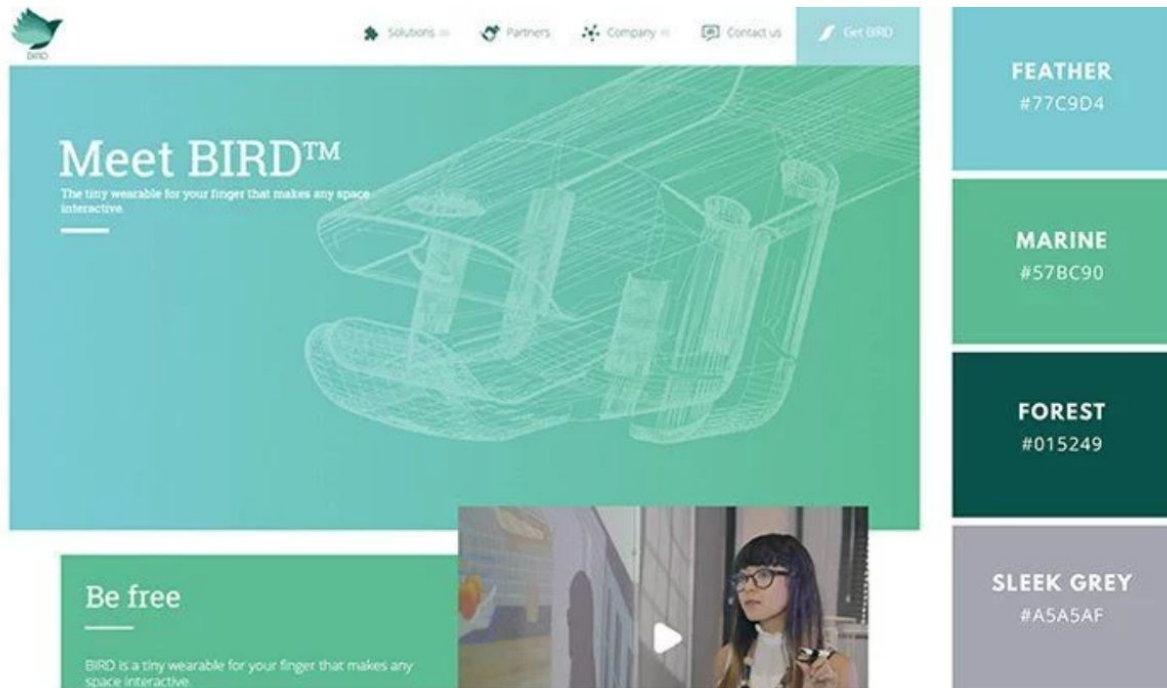 BIRD
Solutions
Partners
Company
Contact us
Get BIRD
Meet BIRD™
The tiny wearable for your finger that makes any space
interactive.
Be free
BIRD is a tiny wearable for your finger that makes any
space interactive.
FEATHER
#77C9D4
MARINE
#57BC90
FOREST
#015249
SLEEK GREY
#A5A5AF